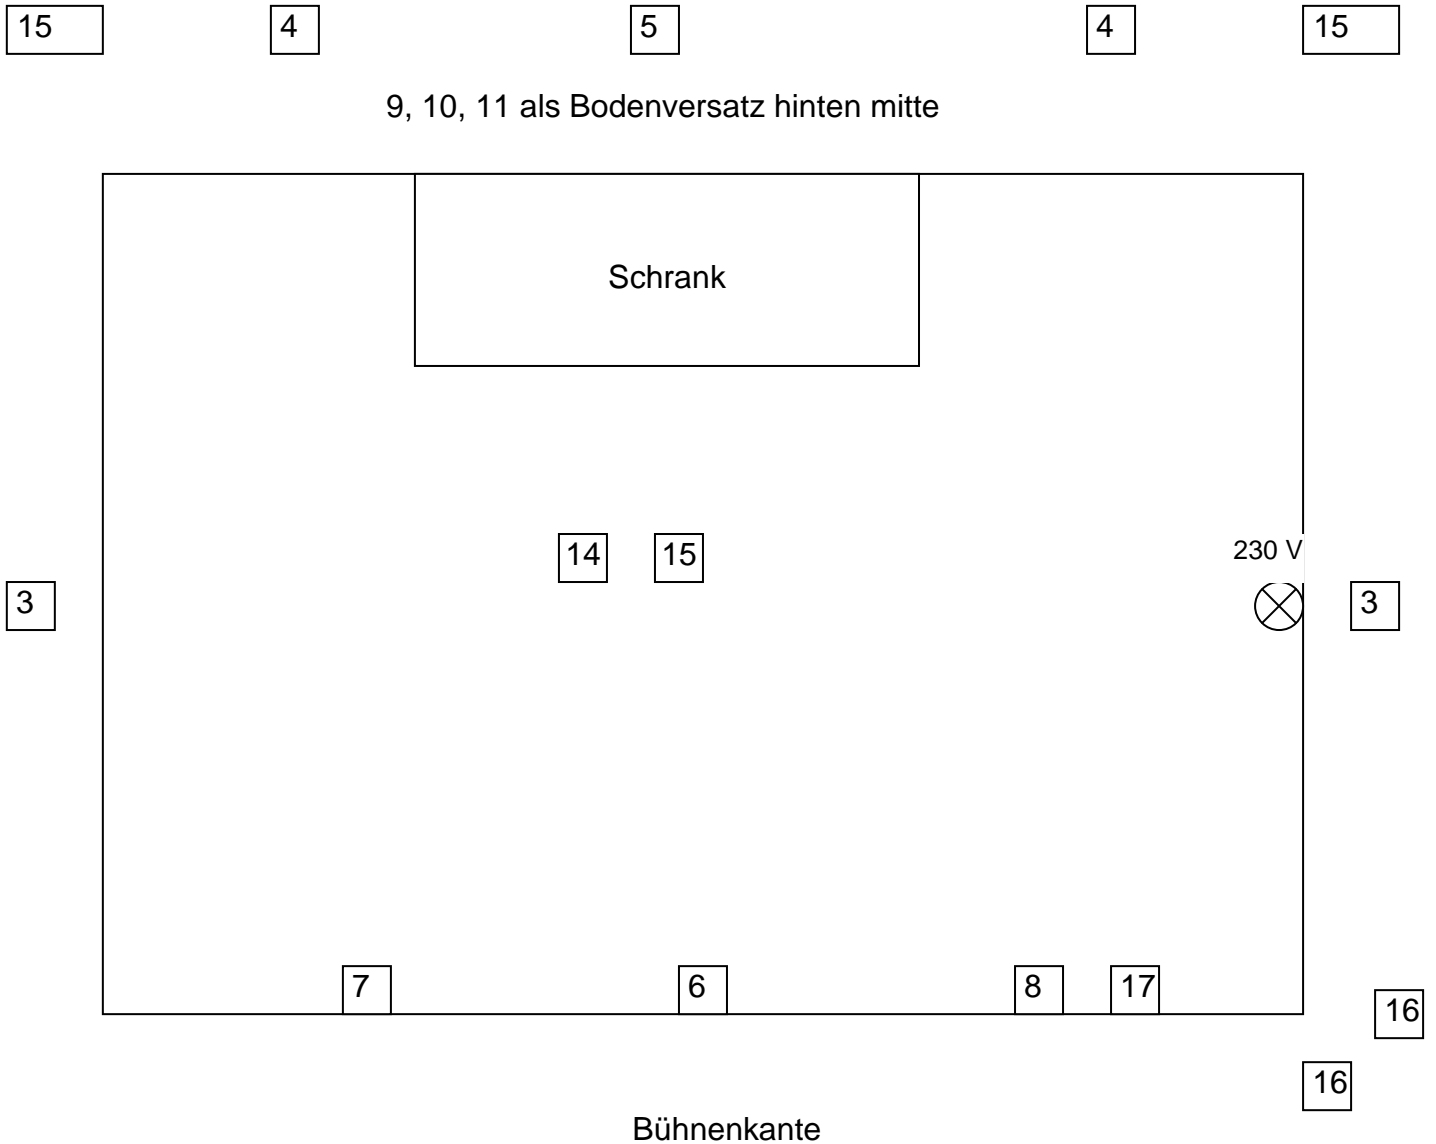 15 4 5 4 15
9, 10, 11 als Bodenversatz hinten mitte
Schrank
230 V
14 15
3 3
7 6 8 17
16
16
Bühnenkante